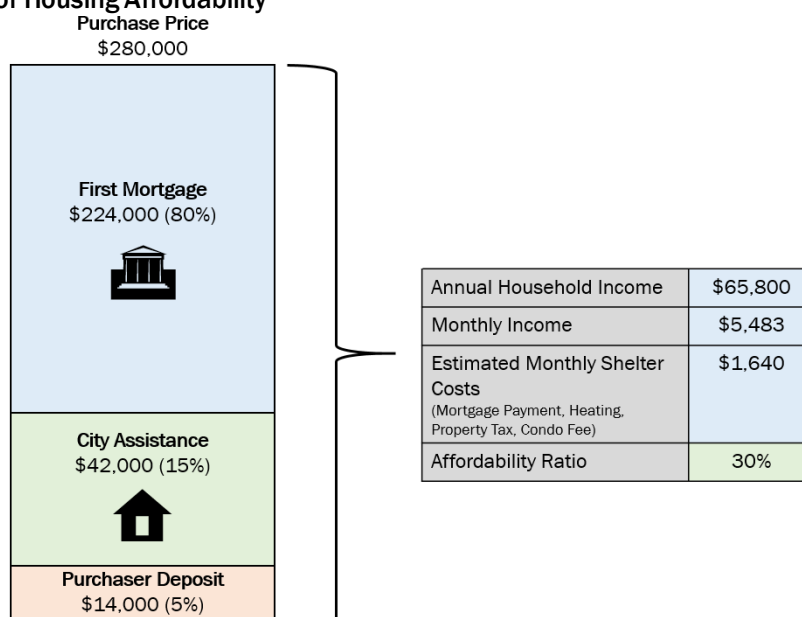 of Housing Affordability
Purchase Price
$280,000
First Mortgage
$224,000 (80%)
City Assistance
$42,000 (15%)
Purchaser Deposit
$14,000 (5%)
Annual Household Income $65,800
Monthly Income $5,483
Estimated Monthly Shelter $1,640
Costs
(Mortgage Payment, Heating,
Property Tax, Condo Fee)
Affordability Ratio 30%